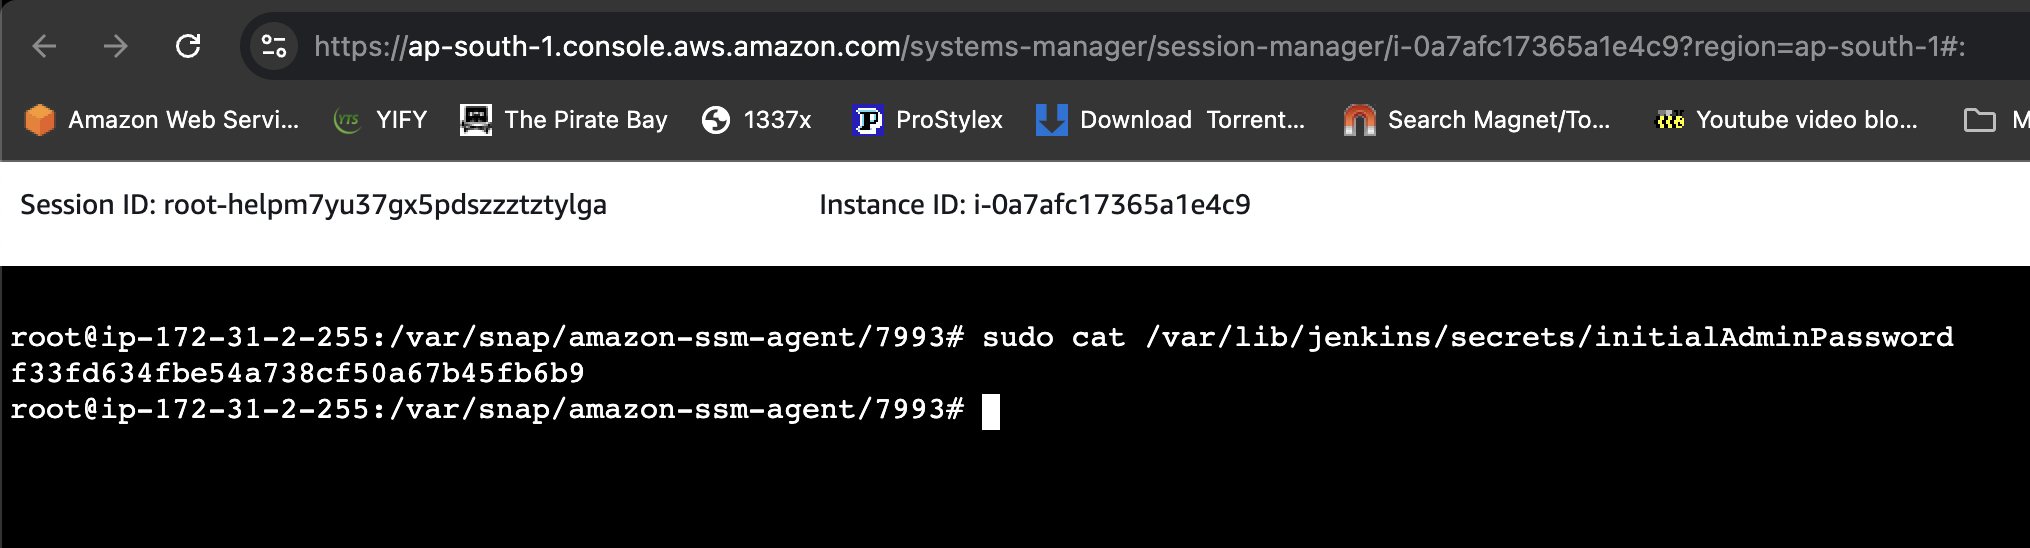 https://ap-south-1.console.aws.amazon.com/systems-manager/session-manager/i-0a7afc17365a1e4c9?region=ap-south-1#:
Amazon Web Servi... YTS YIFY The Pirate Bay 1337x P ProStylex Download Torrent... Search Magnet/To... Youtube video blo... M
Session ID: root-helpm7yu37gx5pdszzztztylga Instance ID: i-0a7afc17365a1e4c9
root@ip-172-31-2-255:/var/snap/amazon-ssm-agent/7993# sudo cat /var/lib/jenkins/secrets/initialAdminPassword
f33fd634fbe54a738cf50a67b45fb6b9
root@ip-172-31-2-255:/var/snap/amazon-ssm-agent/7993#